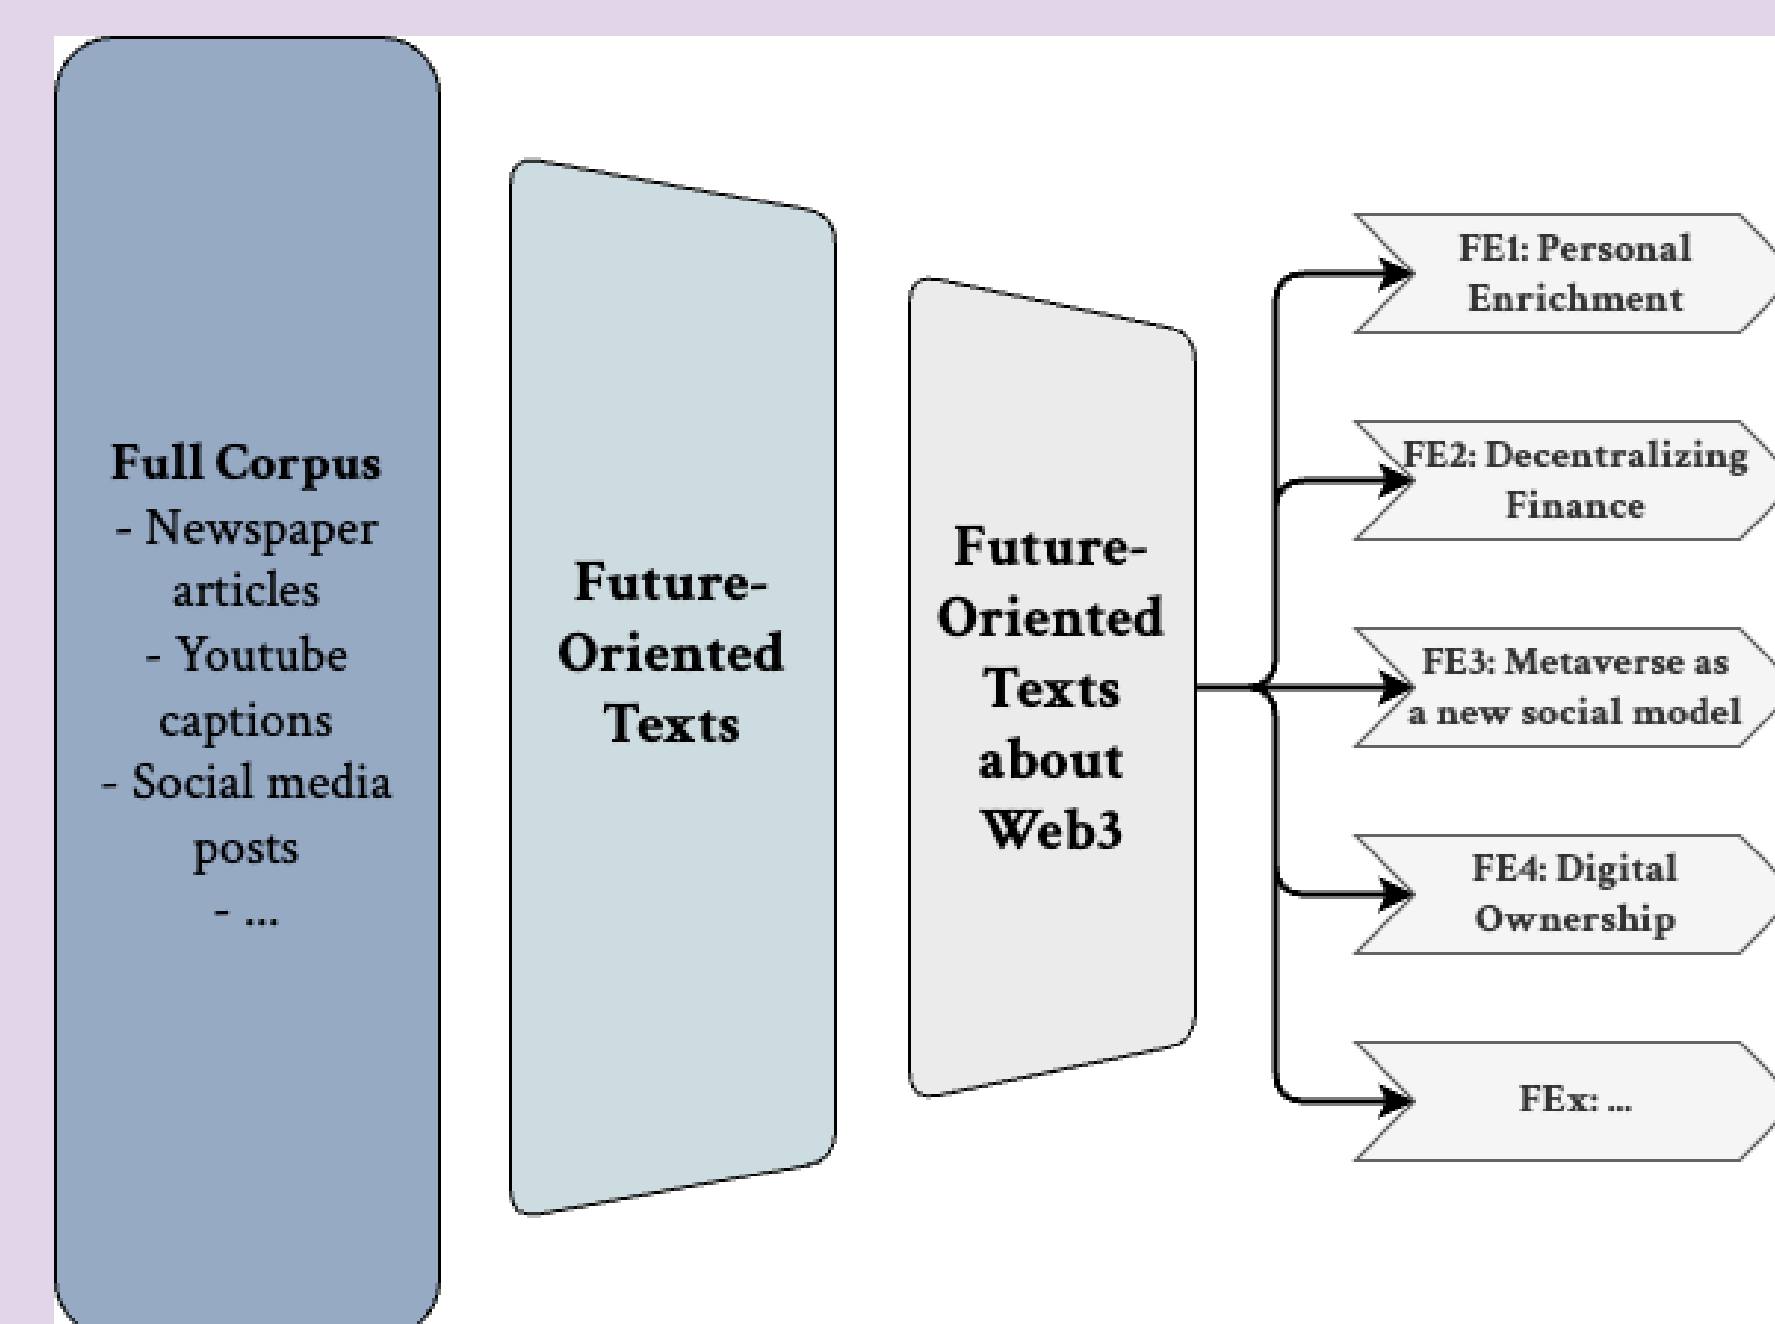 Full Corpus
- Newspaper
articles
- Youtube
captions
- Social media
posts
- ...
Future-
Oriented
Texts
Future-
Oriented
Texts
about
Web3
FE1: Personal
Enrichment
FE2: Decentralizing
Finance
FE3: Metaverse as
a new social model
FE4: Digital
Ownership
FEx: ...